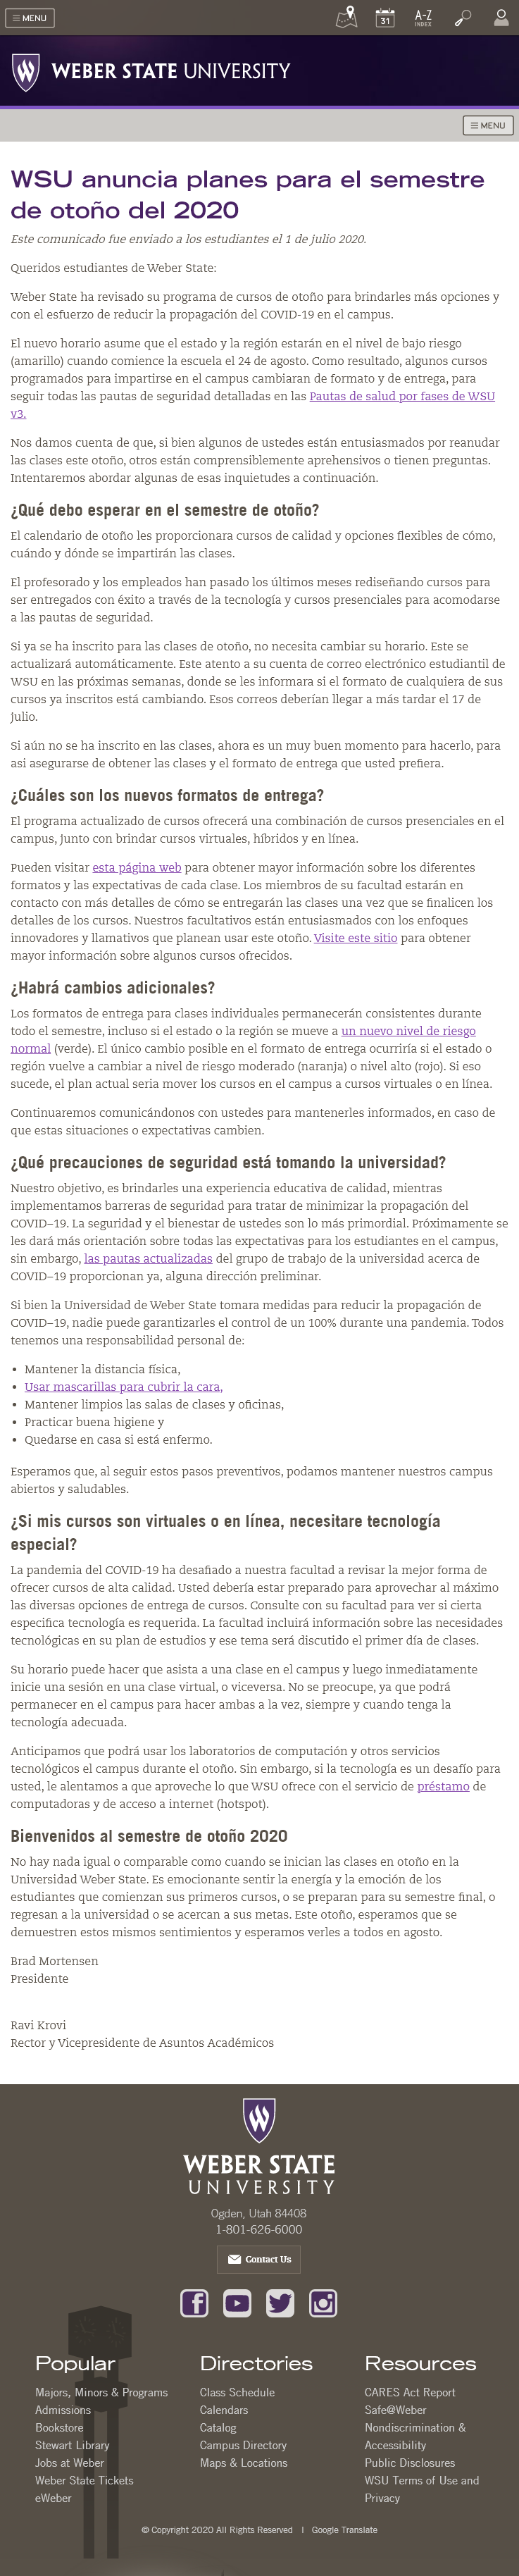 MENU
31
A-Z
INDEX
WEBER STATE UNIVERSITY
MENU
WSU anuncia planes para el semestre
de otoño del 2020
Este comunicado fue enviado a los estudiantes el 1 de julio 2020.
Queridos estudiantes de Weber State:
Weber State ha revisado su programa de cursos de otoño para brindarles más opciones y
con el esfuerzo de reducir la propagación del COVID-19 en el campus.
El nuevo horario asume que el estado y la región estarán en el nivel de bajo riesgo
(amarillo) cuando comience la escuela el 24 de agosto. Como resultado, algunos cursos
programados para impartirse en el campus cambiaran de formato y de entrega, para
seguir todas las pautas de seguridad detalladas en las Pautas de salud por fases de WSU
v3.
Nos damos cuenta de que, si bien algunos de ustedes están entusiasmados por reanudar
las clases este otoño, otros están comprensiblemente aprehensivos o tienen preguntas.
Intentaremos abordar algunas de esas inquietudes a continuación.
¿Qué debo esperar en el semestre de otoño?
El calendario de otoño les proporcionara cursos de calidad y opciones flexibles de cómo,
cuándo y dónde se impartirán las clases.
El profesorado y los empleados han pasado los últimos meses rediseñando cursos para
ser entregados con éxito a través de la tecnología y cursos presenciales para acomodarse
a las pautas de seguridad.
Si ya se ha inscrito para las clases de otoño, no necesita cambiar su horario. Este se
actualizará automáticamente. Este atento a su cuenta de correo electrónico estudiantil de
WSU en las próximas semanas, donde se les informara si el formato de cualquiera de sus
cursos ya inscritos está cambiando. Esos correos deberían llegar a más tardar el 17 de
julio.
Si aún no se ha inscrito en las clases, ahora es un muy buen momento para hacerlo, para
asi asegurarse de obtener las clases y el formato de entrega que usted prefiera.
¿Cuáles son los nuevos formatos de entrega?
El programa actualizado de cursos ofrecerá una combinación de cursos presenciales en el
campus, junto con brindar cursos virtuales, híbridos y en línea.
Pueden visitar esta página web para obtener mayor información sobre los diferentes
formatos y las expectativas de cada clase. Los miembros de su facultad estarán en
contacto con más detalles de cómo se entregarán las clases una vez que se finalicen los
detalles de los cursos. Nuestros facultativos están entusiasmados con los enfoques
innovadores y llamativos que planean usar este otoño. Visite este sitio para obtener
mayor información sobre algunos cursos ofrecidos.
¿Habrá cambios adicionales?
Los formatos de entrega para clases individuales permanecerán consistentes durante
todo el semestre, incluso si el estado o la región se mueve a un nuevo nivel de riesgo
normal (verde). El único cambio posible en el formato de entrega ocurriría si el estado o
región vuelve a cambiar a nivel de riesgo moderado (naranja) o nivel alto (rojo). Si eso
sucede, el plan actual seria mover los cursos en el campus a cursos virtuales o en línea.
Continuaremos comunicándonos con ustedes para mantenerles informados, en caso de
que estas situaciones o expectativas cambien.
¿Qué precauciones de seguridad está tomando la universidad?
Nuestro objetivo, es brindarles una experiencia educativa de calidad, mientras
implementamos barreras de seguridad para tratar de minimizar la propagación del
COVID–19. La seguridad y el bienestar de ustedes son lo más primordial. Próximamente se
les dará más orientación sobre todas las expectativas para los estudiantes en el campus,
sin embargo, las pautas actualizadas del grupo de trabajo de la universidad acerca de
COVID–19 proporcionan ya, alguna dirección preliminar.
Si bien la Universidad de Weber State tomara medidas para reducir la propagación de
COVID–19, nadie puede garantizarles el control de un 100% durante una pandemia. Todos
tenemos una responsabilidad personal de:
• Mantener la distancia física,
• Usar mascarillas para cubrir la cara,
• Mantener limpios las salas de clases y oficinas,
• Practicar buena higiene y
• Quedarse en casa si está enfermo.
Esperamos que, al seguir estos pasos preventivos, podamos mantener nuestros campus
abiertos y saludables.
¿Si mis cursos son virtuales o en línea, necesitare tecnología
especial?
La pandemia del COVID-19 ha desafiado a nuestra facultad a revisar la mejor forma de
ofrecer cursos de alta calidad. Usted debería estar preparado para aprovechar al máximo
las diversas opciones de entrega de cursos. Consulte con su facultad para ver si cierta
especifica tecnología es requerida. La facultad incluirá información sobre las necesidades
tecnológicas en su plan de estudios y ese tema será discutido el primer día de clases.
Su horario puede hacer que asista a una clase en el campus y luego inmediatamente
inicie una sesión en una clase virtual, o viceversa. No se preocupe, ya que podrá
permanecer en el campus para hacer ambas a la vez, siempre y cuando tenga la
tecnología adecuada.
Anticipamos que podrá usar los laboratorios de computación y otros servicios
tecnológicos el campus durante el otoño. Sin embargo, si la tecnología es un desafío para
usted, le alentamos a que aproveche lo que WSU ofrece con el servicio de préstamo de
computadoras y de acceso a internet (hotspot).
Bienvenidos al semestre de otoño 2020
No hay nada igual o comparable como cuando se inician las clases en otoño en la
Universidad Weber State. Es emocionante sentir la energía y la emoción de los
estudiantes que comienzan sus primeros cursos, o se preparan para su semestre final, o
regresan a la universidad o se acercan a sus metas. Este otoño, esperamos que se
demuestren estos mismos sentimientos y esperamos verles a todos en agosto.
Brad Mortensen
Presidente
Ravi Krovi
Rector y Vicepresidente de Asuntos Académicos
WEBER STATE
UNIVERSITY
Ogden, Utah 84408
1-801-626-6000
Contact Us
Popular
Majors, Minors & Programs
Admissions
Bookstore
Stewart Library
Jobs at Weber
Weber State Tickets
eWeber
Directories
Class Schedule
Calendars
Catalog
Campus Directory
Maps & Locations
Resources
CARES Act Report
Safe@Weber
Nondiscrimination &
Accessibility
Public Disclosures
WSU Terms of Use and
Privacy
© Copyright 2020 All Rights Reserved | Google Translate